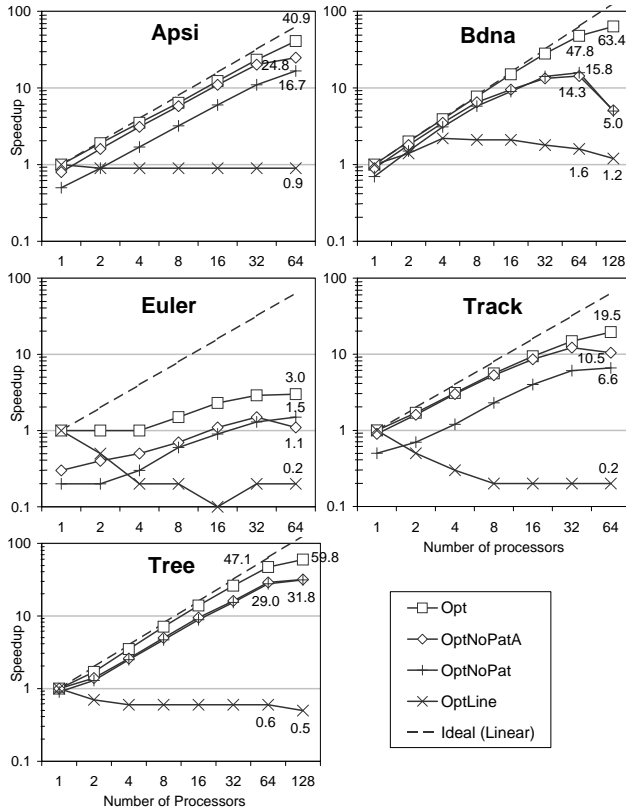 Apsi
Speedup
100
10
1
0.1
40.9
24.8
16.7
0.9
1 2 4 8 16 32 64
Bdna
Speedup
100
10
1
0.1
63.4
47.8
15.8
14.3
5.0
1.6
1.2
1 2 4 8 16 32 64 128
Euler
Speedup
100
10
1
0.1
3.0
1.5
1.1
0.2
1 2 4 8 16 32 64
Track
Speedup
100
10
1
0.1
19.5
10.5
6.6
0.2
1 2 4 8 16 32 64
Number of processors
Tree
Speedup
100
10
1
0.1
47.1
59.8
29.0
31.8
0.6
0.5
1 2 4 8 16 32 64 128
Number of Processors
Opt
OptNoPatA
OptNoPat
OptLine
Ideal (Linear)